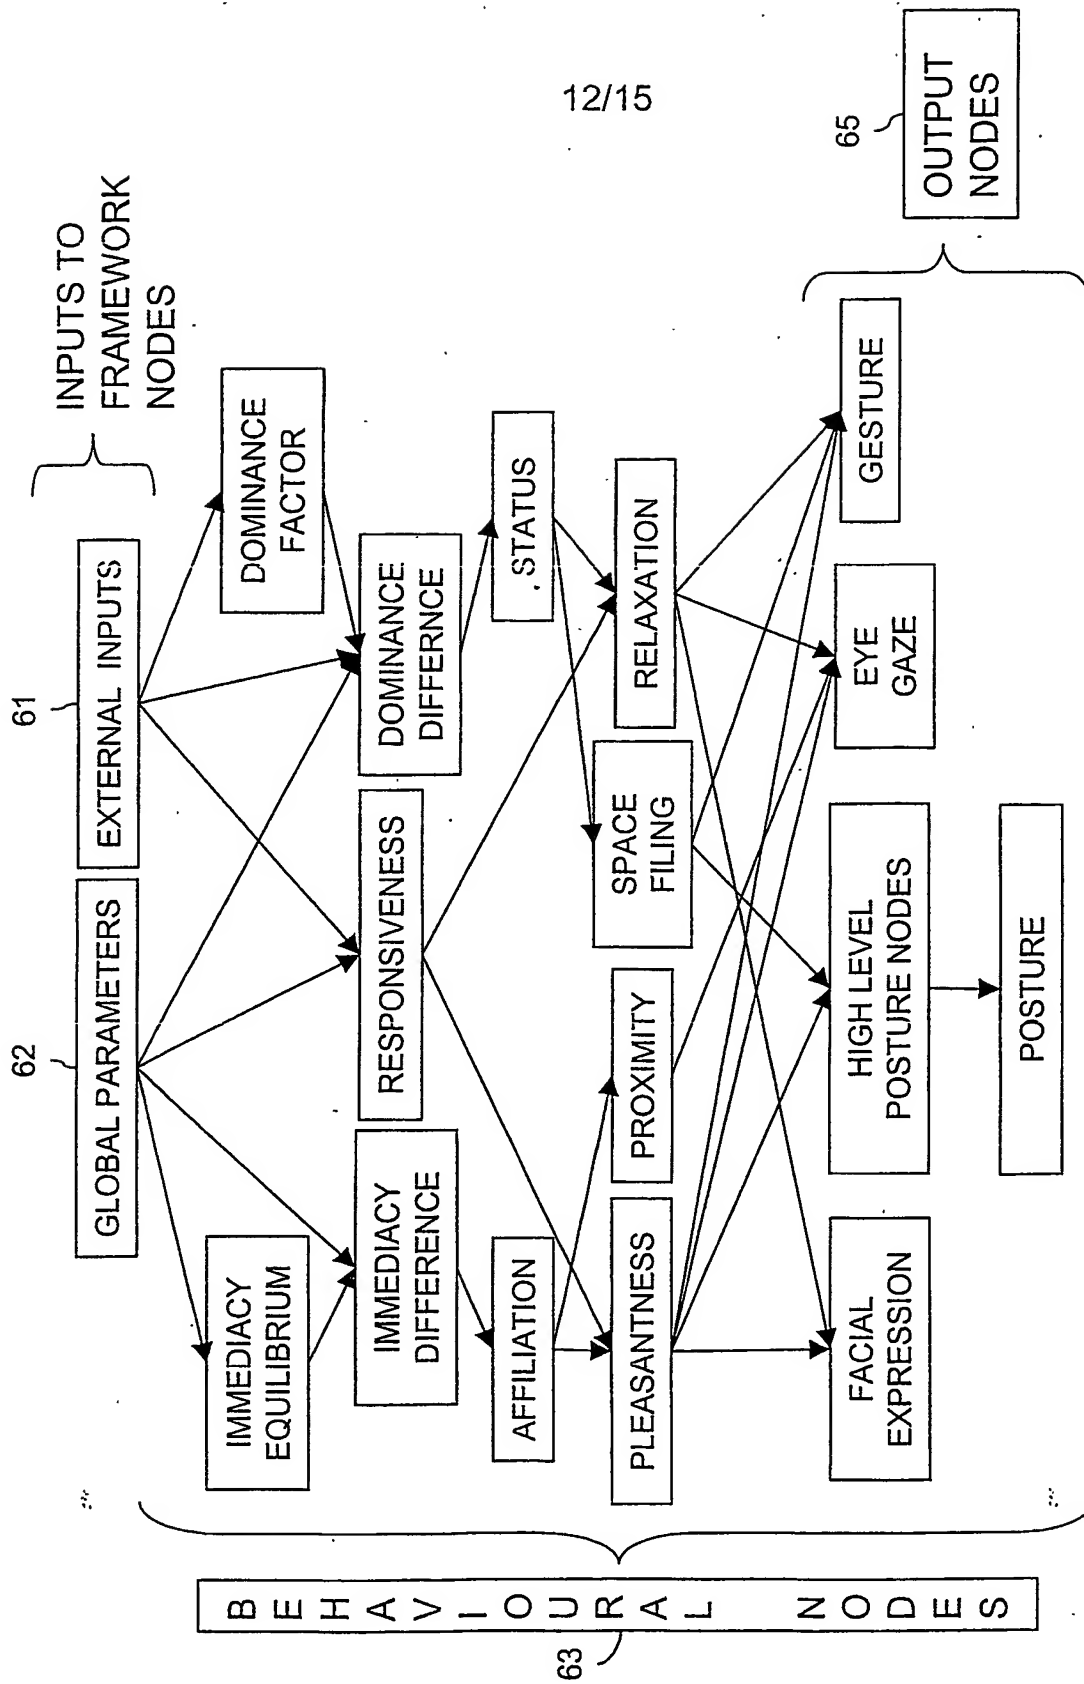 12/15
INPUTS TO
FRAMEWORK
NODES
62
61
GLOBAL PARAMETERS
EXTERNAL INPUTS
IMMEDIACY
EQUILIBRIUM
DOMINANCE
FACTOR
IMMEDIACY
DIFFERENCE
RESPONSIVENESS
DOMINANCE
DIFFERNCE
AFFILIATION
STATUS
PLEASANTNESS
PROXIMITY
SPACE
FILING
RELAXATION
FACIAL
EXPRESSION
HIGH LEVEL
POSTURE NODES
EYE
GAZE
GESTURE
POSTURE
65
OUTPUT
NODES
63
BEHAVIOURAL NODES